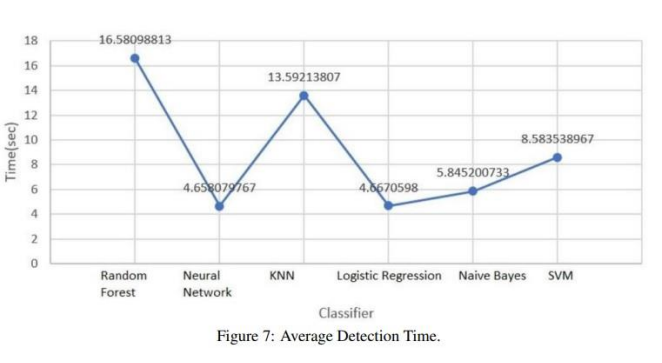 18
16.58098813
16
13.59213807
14
12
10
8.583538967
8
5.845200733
6
4.658079767
4.6670598
4
2
0
Time(sec)
Random Forest
Neural Network
KNN
Logistic Regression
Naive Bayes
SVM
Classifier
Figure 7: Average Detection Time.